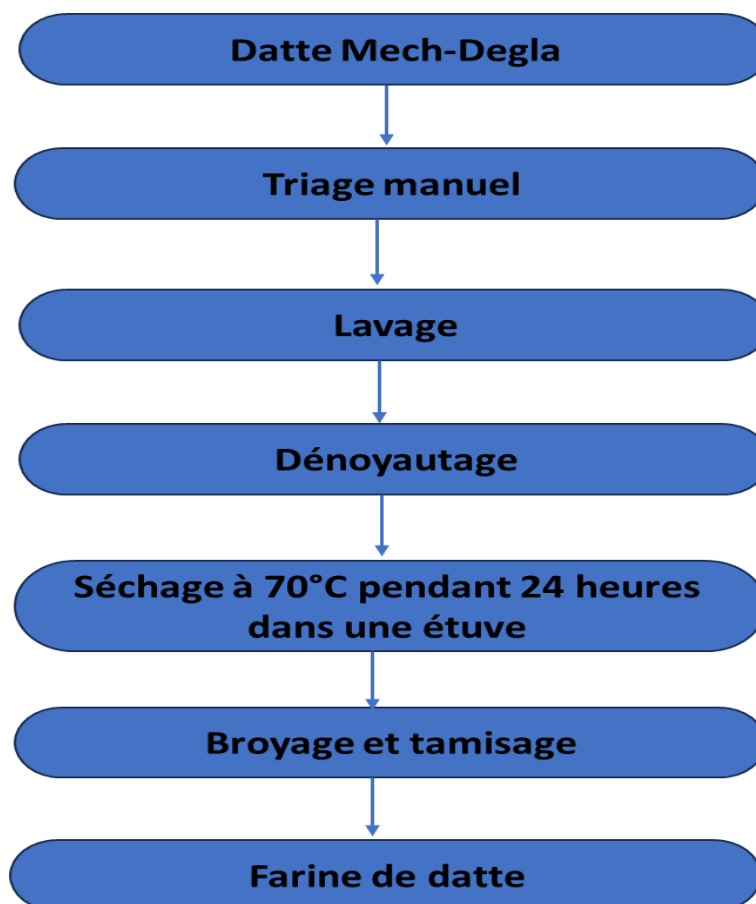 Datte Mech-Degla
Triage manuel
Lavage
Dénoyautage
Séchage à 70°C pendant 24 heures
dans une étuve
Broyage et tamisage
Farine de datte